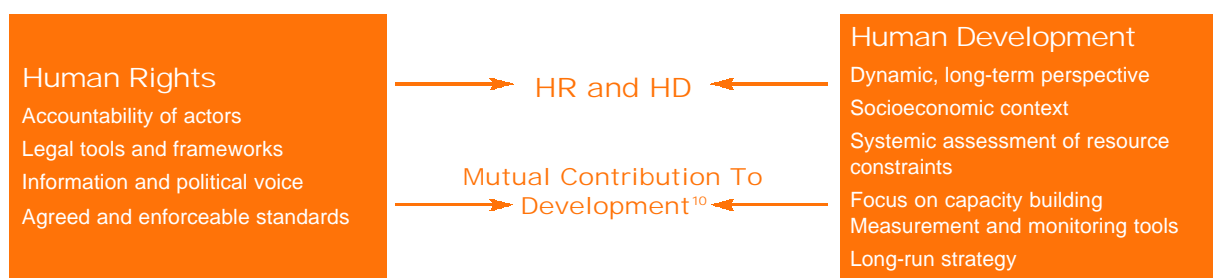 Human Rights
Accountability of actors
Legal tools and frameworks
Information and political voice
Agreed and enforceable standards
HR and HD
Mutual Contribution To
Development¹⁰
Human Development
Dynamic, long-term perspective
Socioeconomic context
Systemic assessment of resource
constraints
Focus on capacity building
Measurement and monitoring tools
Long-run strategy